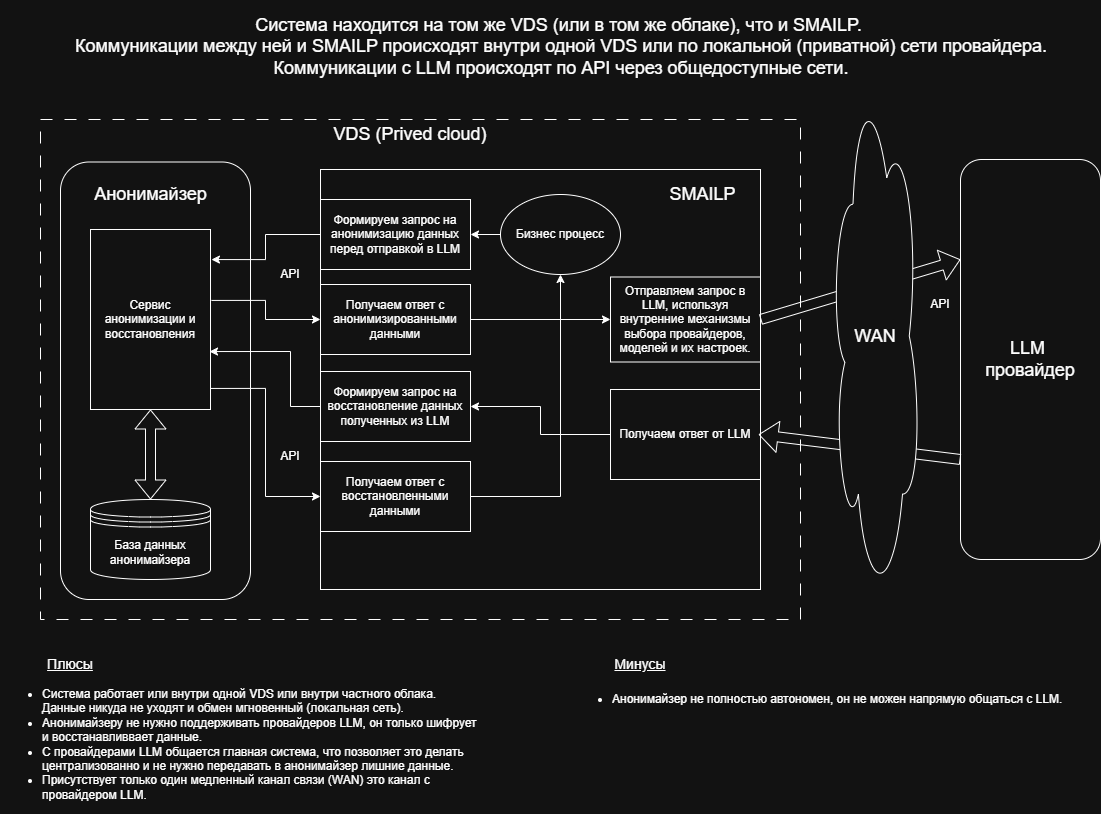 Система находится на том же VDS (или в том же облаке), что и SMAILP.
Коммуникации между ней и SMAILP происходят внутри одной VDS или по локальной (приватной) сети провайдера.
Коммуникации с LLM происходят по API через общедоступные сети.
VDS (Prived cloud)
Анонимайзер
SMAILP
Формируем запрос на
анонимизацию данных
перед отправкой в LLM
Бизнес процесс
API
Сервис
анонимизации и
восстановления
Получаем ответ с
анонимизированными
данными
Отправляем запрос в
LLM, используя
внутренние механизмы
выбора провайдеров,
моделей и их настроек.
API
WAN
LLM
провайдер
Формируем запрос на
восстановление данных
полученных из LLM
Получаем ответ от LLM
API
Получаем ответ с
восстановленными
данными
База данных
анонимайзера
Плюсы
• Система работает или внутри одной VDS или внутри частного облака.
Данные никуда не уходят и обмен мгновенный (локальная сеть).
• Анонимайзеру не нужно поддерживать провайдеров LLM, он только шифрует
и восстанавливает данные.
• С провайдерами LLM общается главная система, что позволяет это делать
централизованно и не нужно передавать в анонимайзер лишние данные.
• Присутствует только один медленный канал связи (WAN) это канал с
провайдером LLM.
Минусы
• Анонимайзер не полностью автономен, он не можен напрямую общаться с LLM.